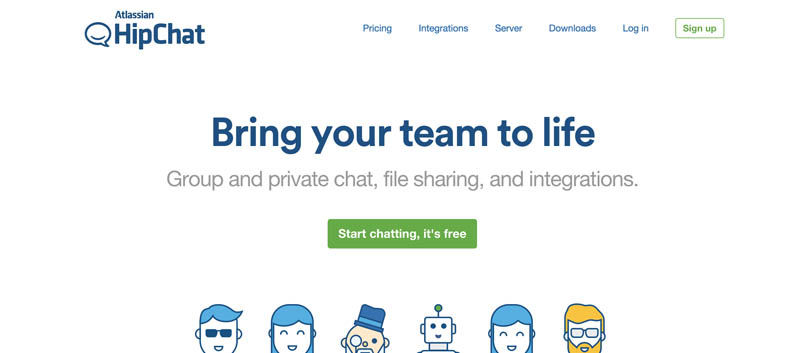 Atlassian
HipChat
Pricing Integrations Server Downloads Log in Sign up
Bring your team to life
Group and private chat, file sharing, and integrations.
Start chatting, it's free